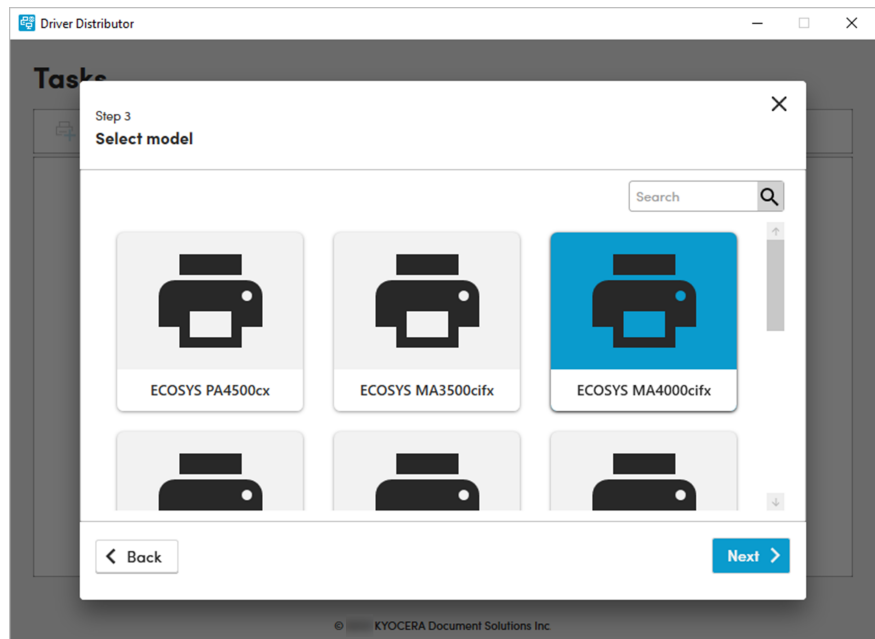 Driver Distributor
Tasks
Step 3
Select model
Search
ECOSYS PA4500cx
ECOSYS MA3500cifx
ECOSYS MA4000cifx
Back
Next
© KYOCERA Document Solutions Inc.